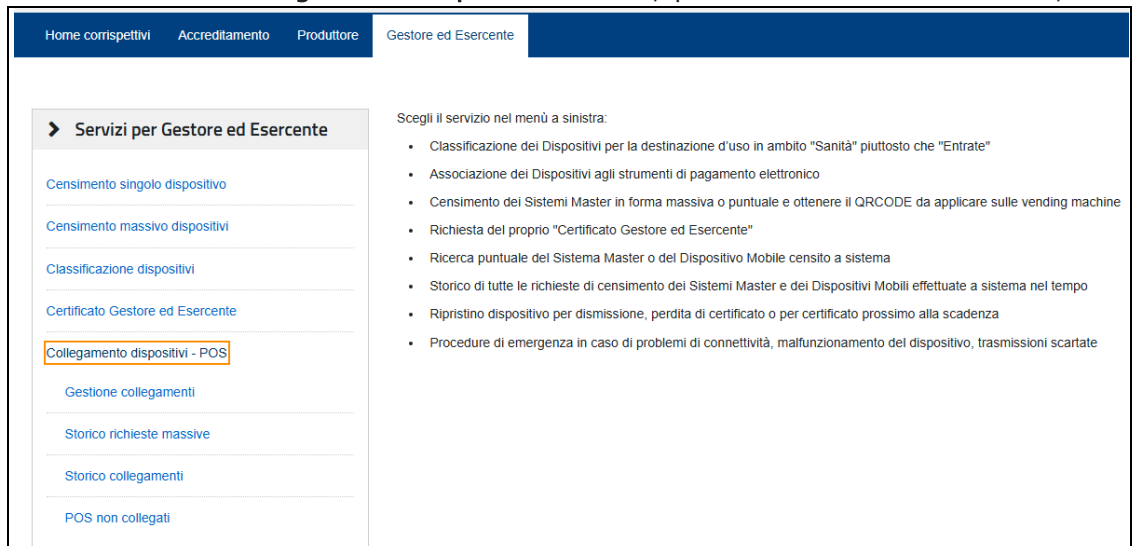 Home corrispettivi Accreditamento Produttore Gestore ed Esercente
Servizi per Gestore ed Esercente
Censimento singolo dispositivo
Censimento massivo dispositivi
Classificazione dispositivi
Certificato Gestore ed Esercente
Collegamento dispositivi - POS
Gestione collegamenti
Storico richieste massive
Storico collegamenti
POS non collegati
Scegli il servizio nel menù a sinistra:
• Classificazione dei Dispositivi per la destinazione d'uso in ambito "Sanità" piuttosto che "Entrate"
• Associazione dei Dispositivi agli strumenti di pagamento elettronico
• Censimento dei Sistemi Master in forma massiva o puntuale e ottenere il QRCODE da applicare sulle vending machine
• Richiesta del proprio "Certificato Gestore ed Esercente"
• Ricerca puntuale del Sistema Master o del Dispositivo Mobile censito a sistema
• Storico di tutte le richieste di censimento dei Sistemi Master e dei Dispositivi Mobili effettuate a sistema nel tempo
• Ripristino dispositivo per dismissione, perdita di certificato o per certificato prossimo alla scadenza
• Procedure di emergenza in caso di problemi di connettività, malfunzionamento del dispositivo, trasmissioni scartate